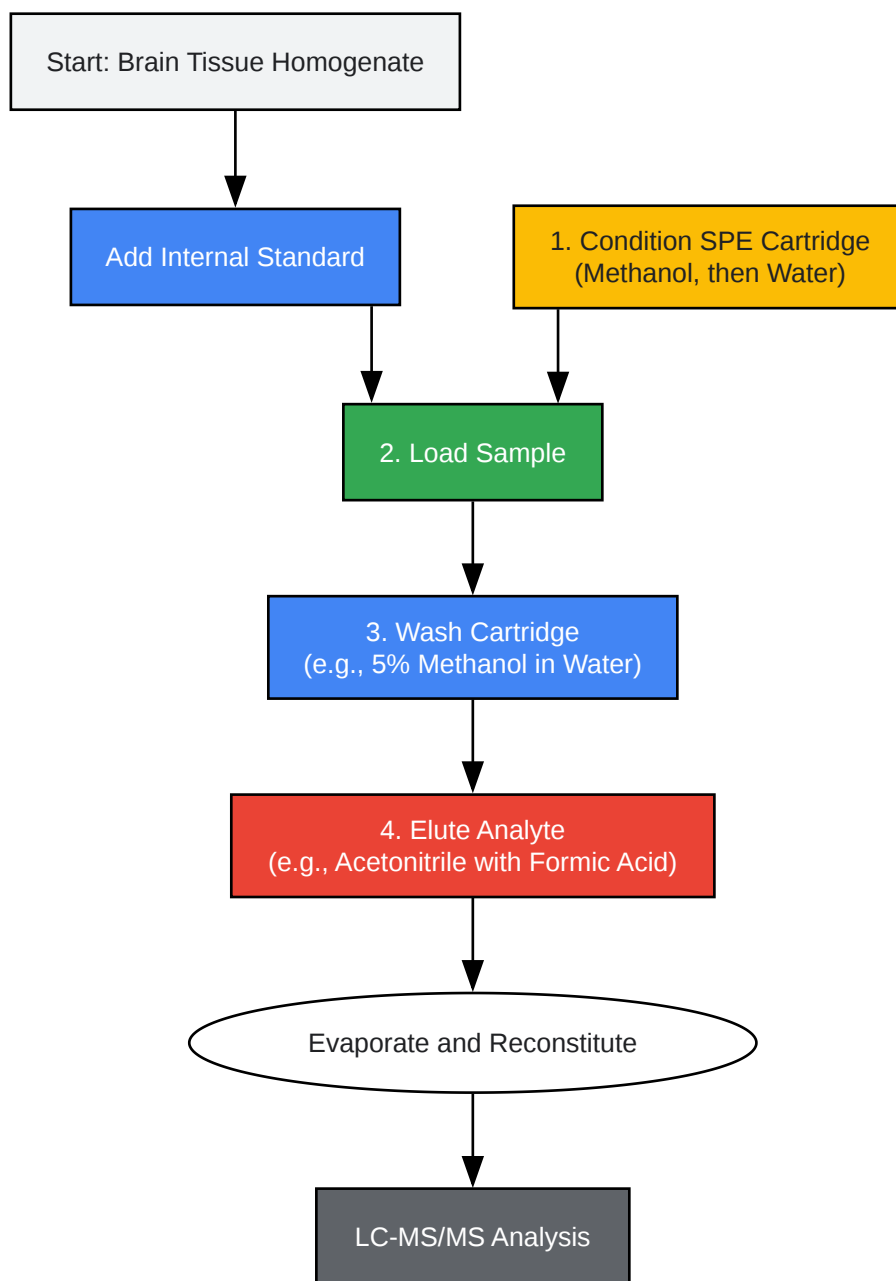 Start: Brain Tissue Homogenate
Add Internal Standard
1. Condition SPE Cartridge
(Methanol, then Water)
2. Load Sample
3. Wash Cartridge
(e.g., 5% Methanol in Water)
4. Elute Analyte
(e.g., Acetonitrile with Formic Acid)
Evaporate and Reconstitute
LC-MS/MS Analysis